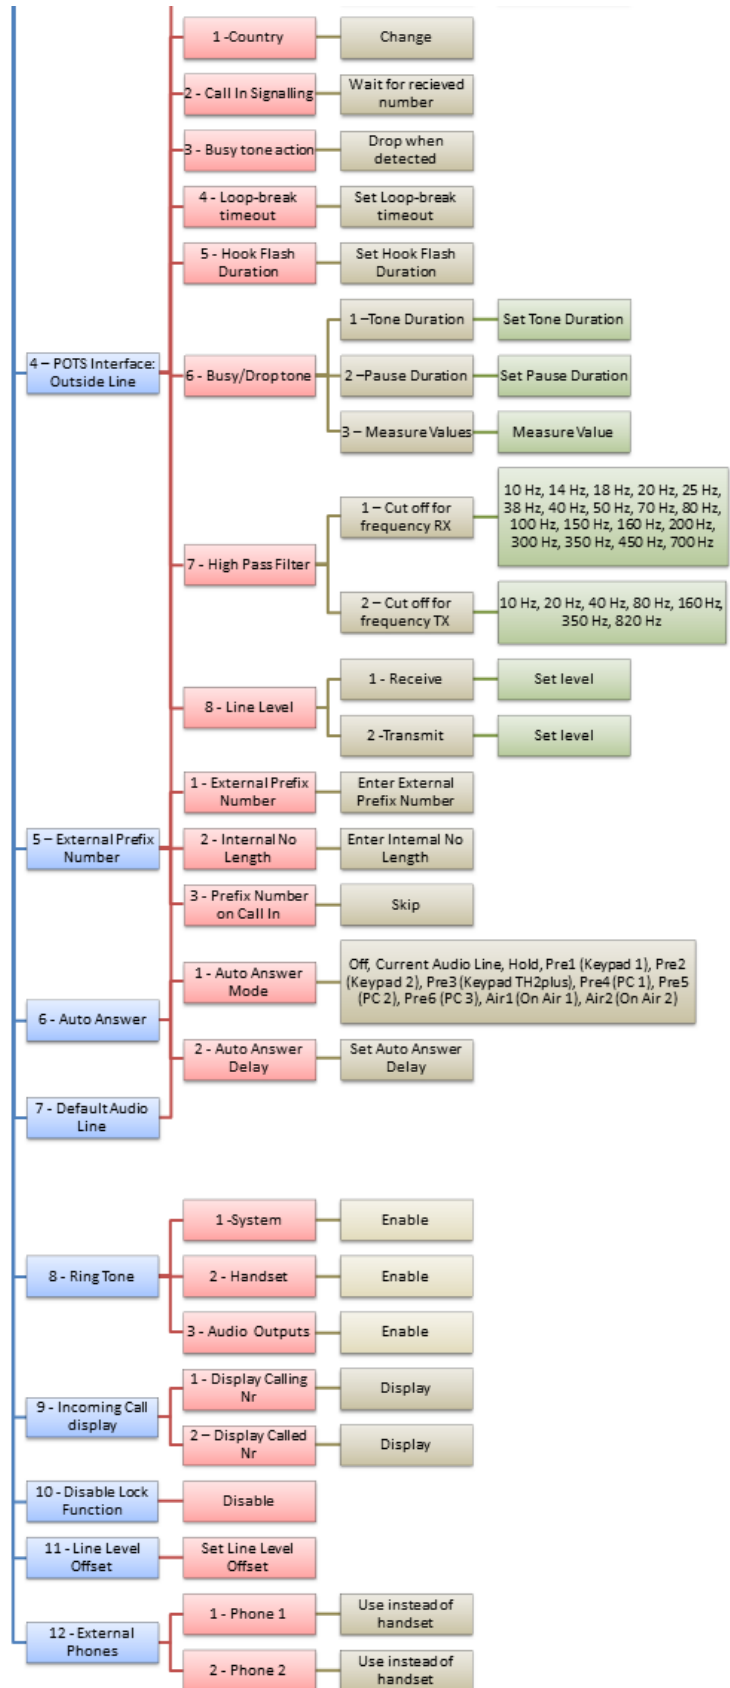 1 -Country
Change
2 - Call In Signalling
Wait for recieved
number
3 - Busy tone action
Drop when
detected
4 - Loop-break
timeout
Set Loop-break
timeout
5 - Hook Flash
Duration
Set Hook Flash
Duration
4 – POTS Interface:
Outside Line
6 - Busy/Drop tone
1 –Tone Duration
Set Tone Duration
2 –Pause Duration
Set Pause Duration
3 – Measure Values
Measure Value
7 - High Pass Filter
1 – Cut off for
frequency RX
10 Hz, 14 Hz, 18 Hz, 20 Hz, 25 Hz,
38 Hz, 40 Hz, 50 Hz, 70 Hz, 80 Hz,
100 Hz, 150 Hz, 160 Hz, 200 Hz,
300 Hz, 350 Hz, 450 Hz, 700 Hz
2 – Cut off for
frequency TX
10 Hz, 20 Hz, 40 Hz, 80 Hz, 160 Hz,
350 Hz, 820 Hz
8 - Line Level
1 - Receive
Set level
2 -Transmit
Set level
5 – External Prefix
Number
1 - External Prefix
Number
Enter External
Prefix Number
2 - Internal No
Length
Enter Internal No
Length
3 - Prefix Number
on Call In
Skip
6 - Auto Answer
1 - Auto Answer
Mode
Off, Current Audio Line, Hold, Pre1 (Keypad 1), Pre2
(Keypad 2), Pre3 (Keypad TH2plus), Pre4 (PC 1), Pre5
(PC 2), Pre6 (PC 3), Air1 (On Air 1), Air2 (On Air 2)
2 - Auto Answer
Delay
Set Auto Answer
Delay
7 - Default Audio
Line
8 - Ring Tone
1 -System
Enable
2 - Handset
Enable
3 - Audio Outputs
Enable
9 - Incoming Call
display
1 - Display Calling
Nr
Display
2 – Display Called
Nr
Display
10 - Disable Lock
Function
Disable
11 - Line Level
Offset
Set Line Level
Offset
12 - External
Phones
1 - Phone 1
Use instead of
handset
2 - Phone 2
Use instead of
handset